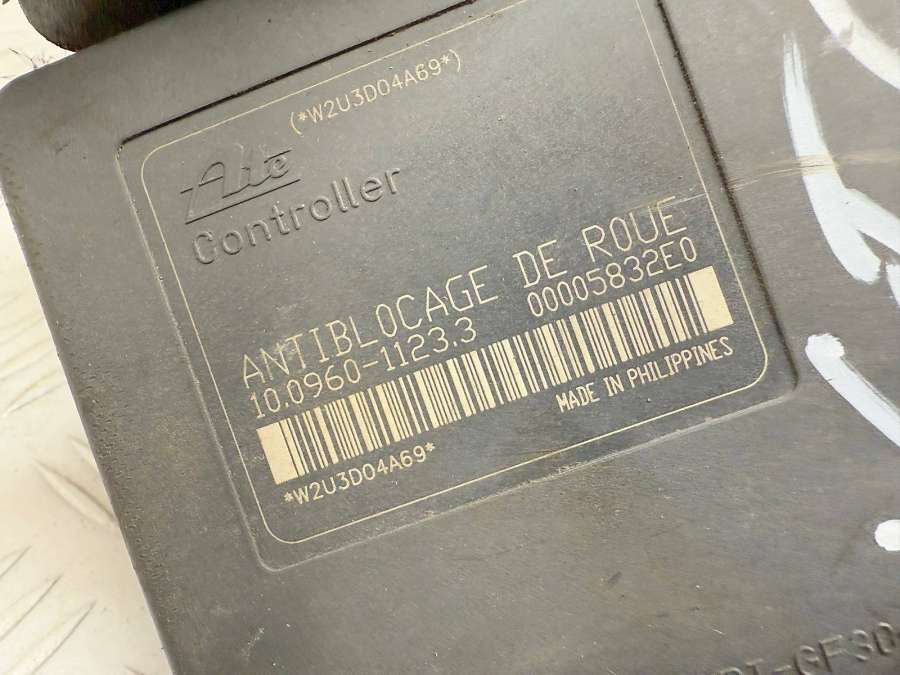 (*W2U3D04A69*)
Ate
Controller
ANTIBLOCAGE DE ROUE
10.0960-1123.3 00005832E0
MADE IN PHILIPPINES
*W2U3D04A69*